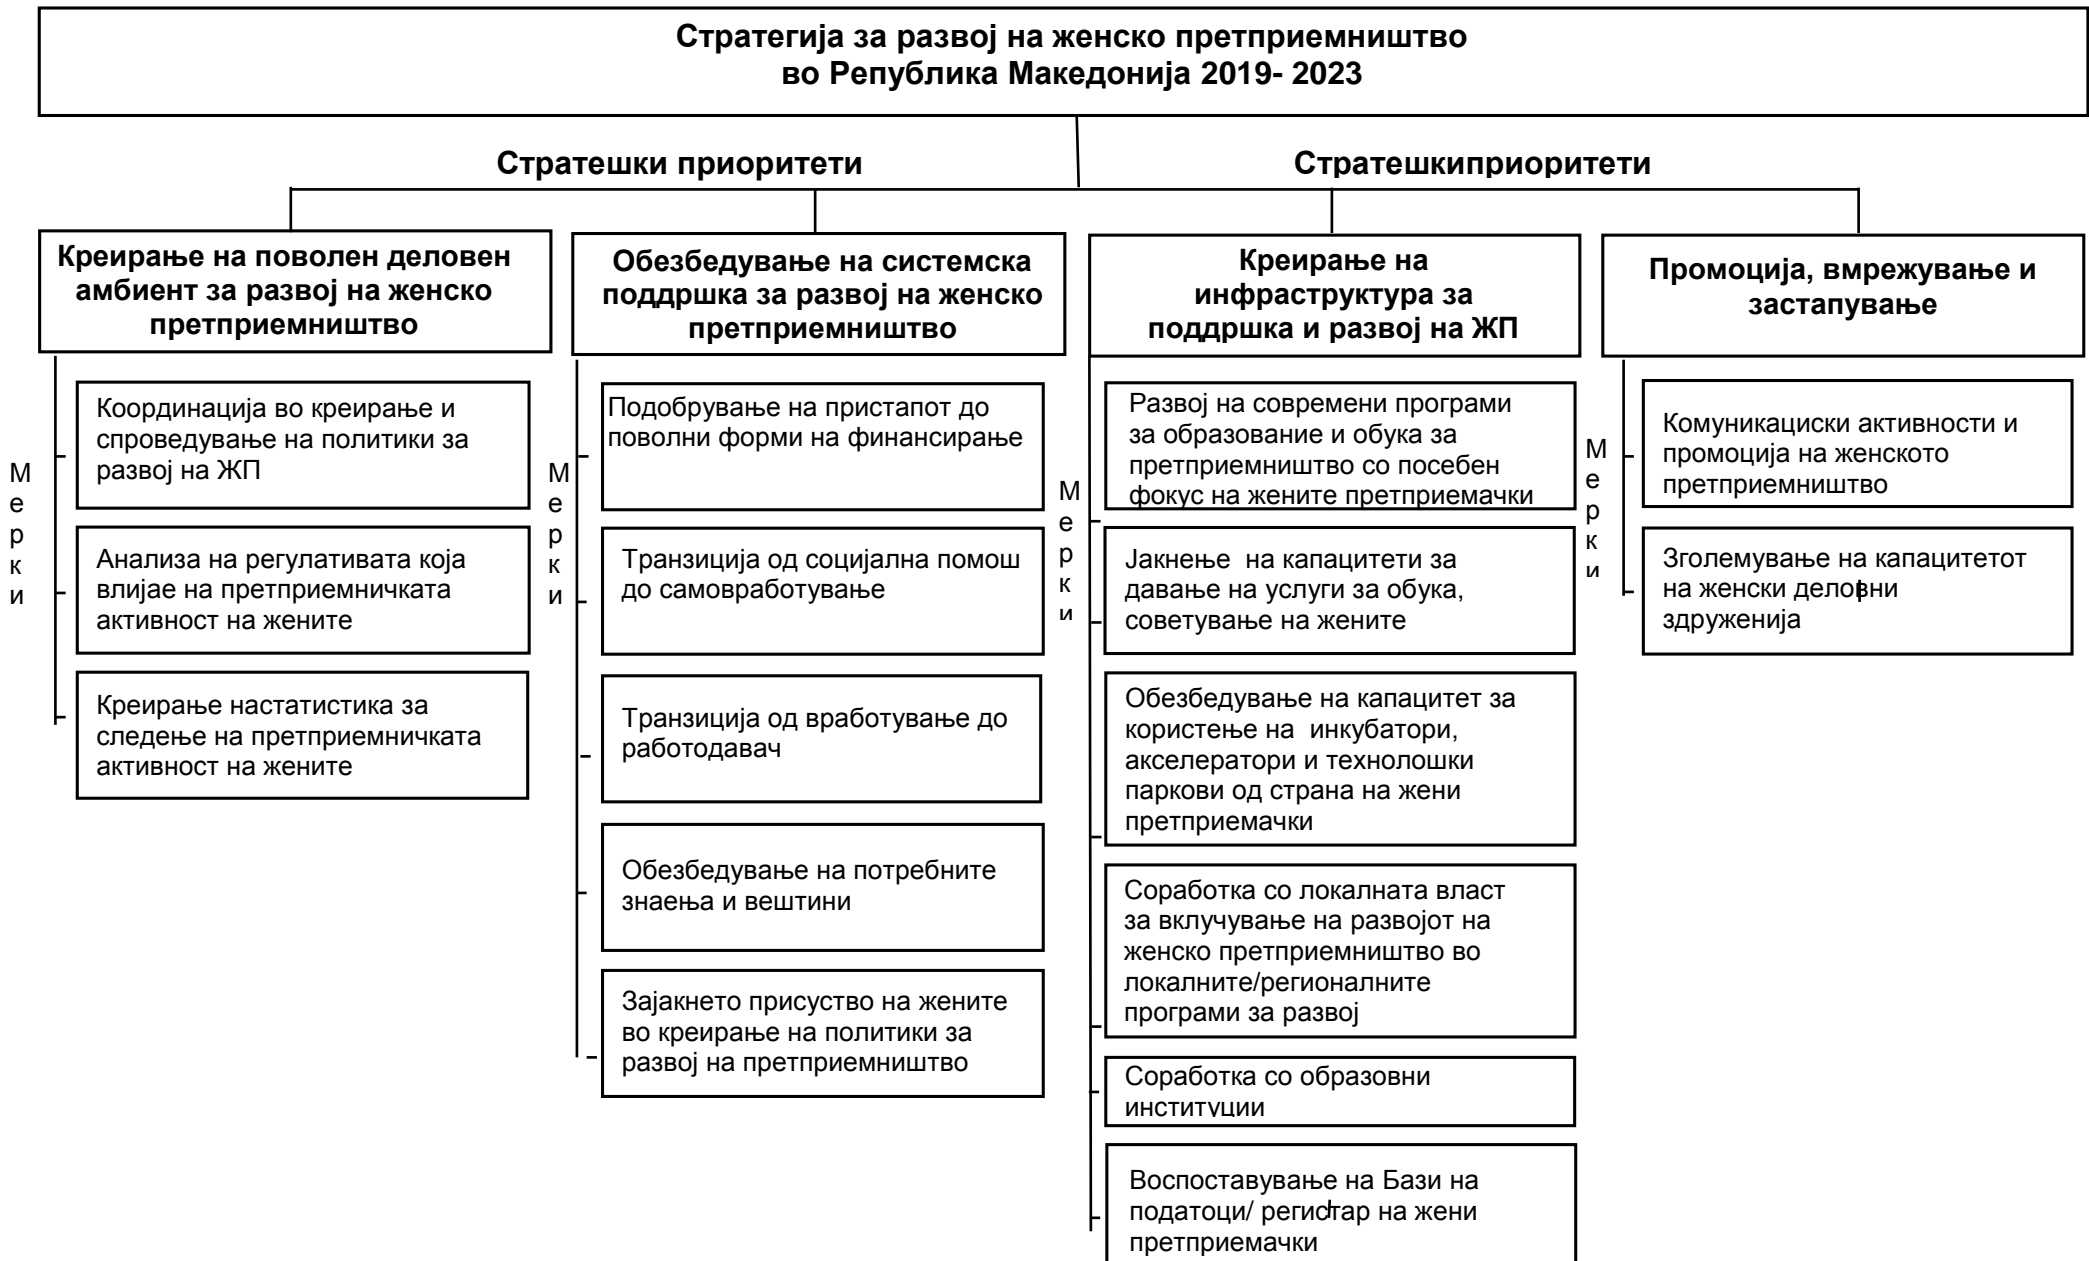 Стратегија за развој на женско претприемништво
во Република Македонија 2019- 2023
Стратешки приоритети
Стратешкиприоритети
Креирање на поволен деловен
амбиент за развој на женско
претприемништво
Мерки
Координација во креирање и
спроведување на политики за
развој на ЖП
Анализа на регулативата која
влијае на претприемничката
активност на жените
Креирање настатистика за
следење на претприемничката
активност на жените
Обезбедување на системска
поддршка за развој на женско
претприемништво
Мерки
Подобрување на пристапот до
поволни форми на финансирање
Транзиција од социјална помош
до самовработување
Транзиција од вработување до
работодавач
Обезбедување на потребните
знаења и вештини
Зајакнето присуство на жените
во креирање на политики за
развој на претприемништво
Креирање на
инфраструктура за
поддршка и развој на ЖП
Мерки
Развој на современи програми
за образование и обука за
претприемништво со посебен
фокус на жените претприемачки
Јакнење  на капацитети за
давање на услуги за обука,
советување на жените
Обезбедување на капацитет за
користење на  инкубатори,
акселератори и технолошки
паркови од страна на жени
претприемачки
Соработка со локалната власт
за вклучување на развојот на
женско претприемништво во
локалните/регионалните
програми за развој
Соработка со образовни
институции
Воспоставување на Бази на
податоци/ регистар на жени
претприемачки
Промоција, вмрежување и
застапување
Мерки
Комуникациски активности и
промоција на женското
претприемништво
Зголемување на капацитетот
на женски деловни
здруженија